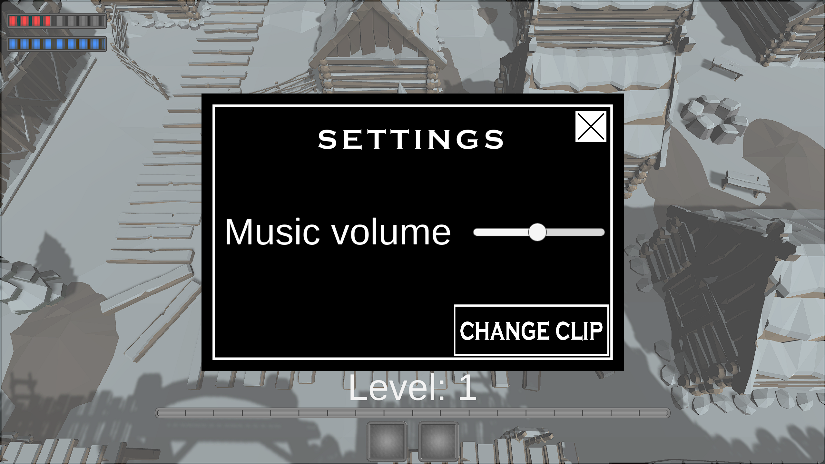 SETTINGS
Music volume
CHANGE CLIP
Level: 1